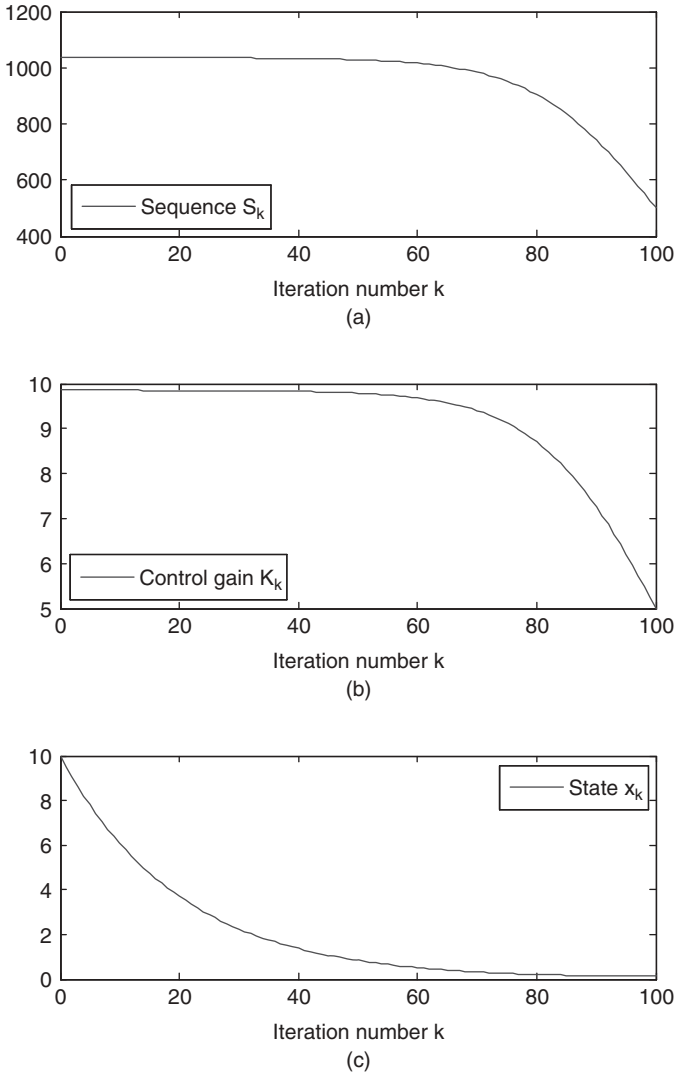 1200
1000
800
600
400
Sequence S_k
0 20 40 60 80 100
Iteration number k
(a)
10
9
8
7
6
5
Control gain K_k
0 20 40 60 80 100
Iteration number k
(b)
10
8
6
4
2
0
State x_k
0 20 40 60 80 100
Iteration number k
(c)